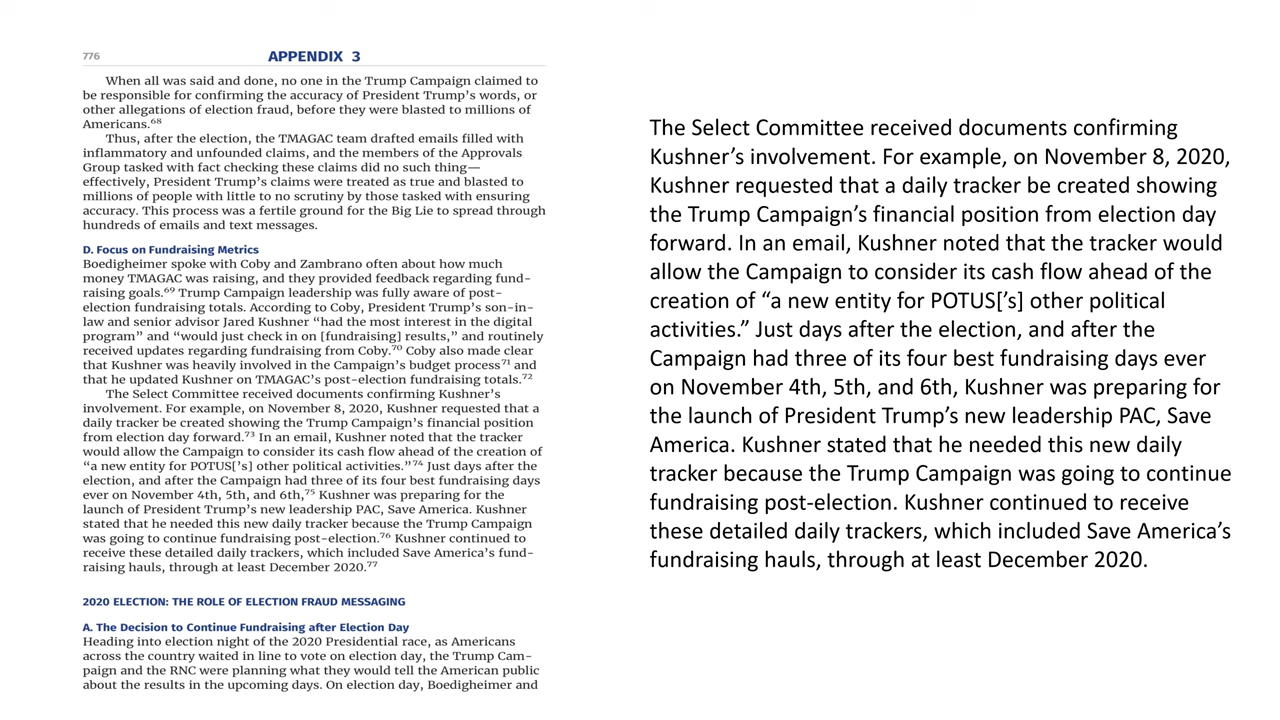 776
APPENDIX 3
When all was said and done, no one in the Trump Campaign claimed to
be responsible for confirming the accuracy of President Trump's words, or
other allegations of election fraud, before they were blasted to millions of
Americans.⁶⁸
Thus, after the election, the TMAGAC team drafted emails filled with
inflammatory and unfounded claims, and the members of the Approvals
Group tasked with fact checking these claims did no such thing—
effectively, President Trump's claims were treated as true and blasted to
millions of people with little to no scrutiny by those tasked with ensuring
accuracy. This process was a fertile ground for the Big Lie to spread through
hundreds of emails and text messages.
D. Focus on Fundraising Metrics
Boedigheimer spoke with Coby and Zambrano often about how much
money TMAGAC was raising, and they provided feedback regarding fund-
raising goals.⁶⁹ Trump Campaign leadership was fully aware of post-
election fundraising totals. According to Coby, President Trump's son-in-
law and senior advisor Jared Kushner “had the most interest in the digital
program” and “would just check in on [fundraising] results,” and routinely
received updates regarding fundraising from Coby.⁷⁰ Coby also made clear
that Kushner was heavily involved in the Campaign's budget process⁷¹ and
that he updated Kushner on TMAGAC's post-election fundraising totals.⁷²
The Select Committee received documents confirming Kushner's
involvement. For example, on November 8, 2020, Kushner requested that a
daily tracker be created showing the Trump Campaign's financial position
from election day forward.⁷³ In an email, Kushner noted that the tracker
would allow the Campaign to consider its cash flow ahead of the creation of
“a new entity for POTUS['s] other political activities.”⁷⁴ Just days after the
election, and after the Campaign had three of its four best fundraising days
ever on November 4th, 5th, and 6th,⁷⁵ Kushner was preparing for the
launch of President Trump's new leadership PAC, Save America. Kushner
stated that he needed this new daily tracker because the Trump Campaign
was going to continue fundraising post-election.⁷⁶ Kushner continued to
receive these detailed daily trackers, which included Save America's fund-
raising hauls, through at least December 2020.⁷⁷
2020 ELECTION: THE ROLE OF ELECTION FRAUD MESSAGING
A. The Decision to Continue Fundraising after Election Day
Heading into election night of the 2020 Presidential race, as Americans
across the country waited in line to vote on election day, the Trump Cam-
paign and the RNC were planning what they would tell the American public
about the results in the upcoming days. On election day, Boedigheimer and
The Select Committee received documents confirming
Kushner's involvement. For example, on November 8, 2020,
Kushner requested that a daily tracker be created showing
the Trump Campaign's financial position from election day
forward. In an email, Kushner noted that the tracker would
allow the Campaign to consider its cash flow ahead of the
creation of “a new entity for POTUS['s] other political
activities.” Just days after the election, and after the
Campaign had three of its four best fundraising days ever
on November 4th, 5th, and 6th, Kushner was preparing for
the launch of President Trump's new leadership PAC, Save
America. Kushner stated that he needed this new daily
tracker because the Trump Campaign was going to continue
fundraising post-election. Kushner continued to receive
these detailed daily trackers, which included Save America's
fundraising hauls, through at least December 2020.